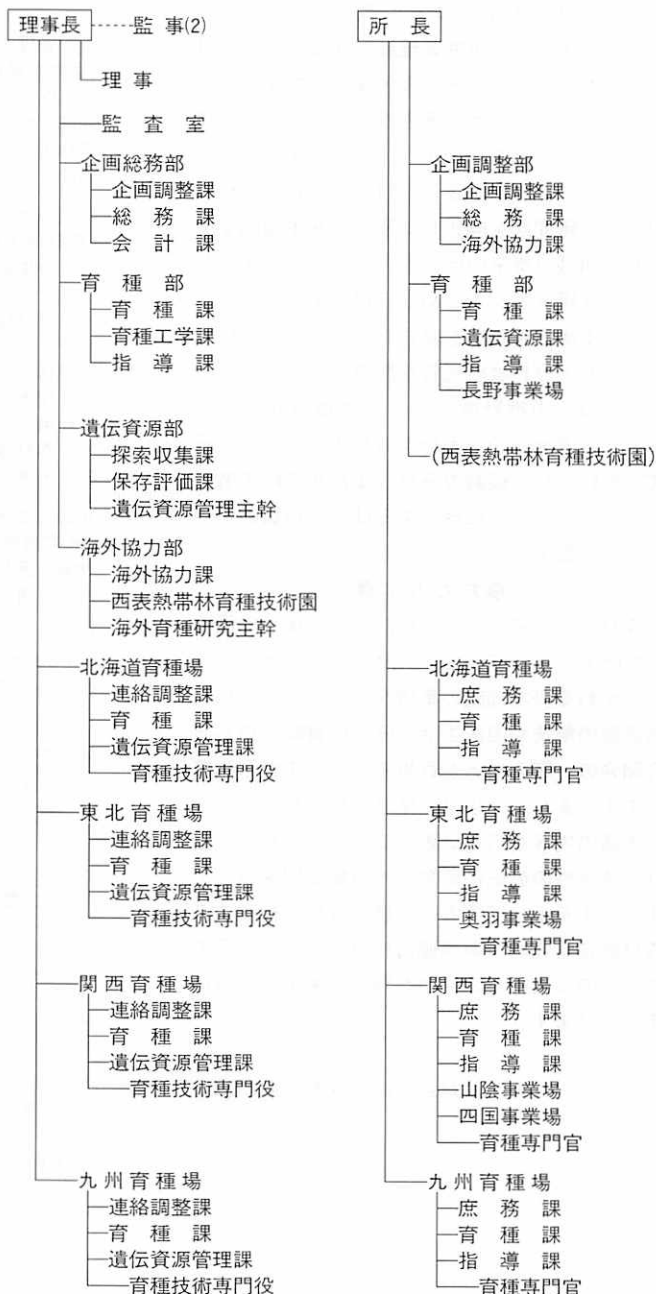 理事長 監事(2)
理事
監査室
企画総務部
企画調整課
総務課
会計課
育種部
育種課
育種工学課
指導課
遺伝資源部
探索収集課
保存評価課
遺伝資源管理主幹
海外協力部
海外協力課
西表熱帯林育種技術園
海外育種研究主幹
北海道育種場
連絡調整課
育種課
遺伝資源管理課
育種技術専門役
東北育種場
連絡調整課
育種課
遺伝資源管理課
育種技術専門役
関西育種場
連絡調整課
育種課
遺伝資源管理課
育種技術専門役
九州育種場
連絡調整課
育種課
遺伝資源管理課
育種技術専門役
所長
企画調整部
企画調整課
総務課
海外協力課
育種部
育種課
遺伝資源課
指導課
長野事業場
(西表熱帯林育種技術園)
北海道育種場
庶務課
育種課
指導課
育種専門官
東北育種場
庶務課
育種課
指導課
奥羽事業場
育種専門官
関西育種場
庶務課
育種課
指導課
山陰事業場
四国事業場
育種専門官
九州育種場
庶務課
育種課
指導課
育種専門官